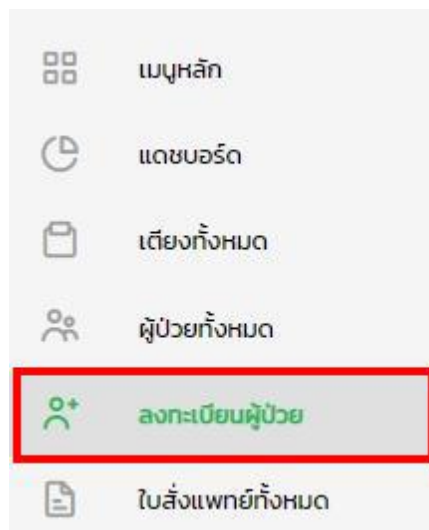 เมนูหลัก
แดชบอร์ด
เตียงทั้งหมด
ผู้ป่วยทั้งหมด
ลงทะเบียนผู้ป่วย
ใบสั่งแพทย์ทั้งหมด